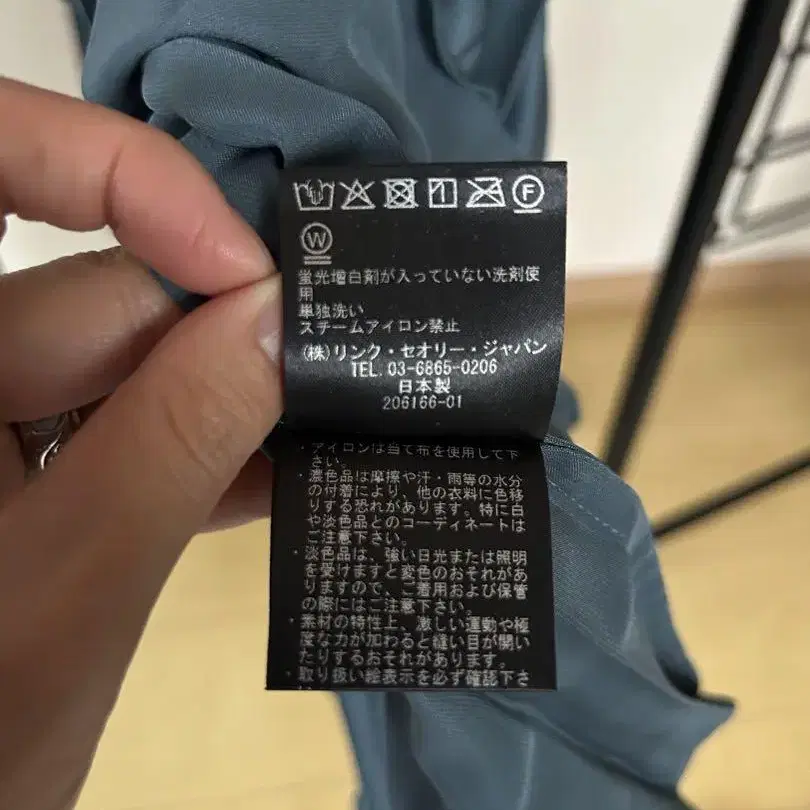 W
F
蛍光増白剤が入っていない洗剤使
用
単独洗い
スチームアイロン禁止
(株)リンク・セオリー・ジャパン
TEL. 03-6865-0206
日本製
206166-01
・アイロンは当て布を使用して下
さい。
・濃色品は摩擦や汗・雨等の水分
の付着により、他の衣料に色移
りする恐れがあります。特に白
や淡色品とのコーディネートは
ご注意下さい。
・淡色品は、強い日光または照明
を受けますと変色のおそれがあ
りますので、ご着用および保管
の際にはご注意下さい。
・素材の特性上、激しい運動や極
度な力が加わると縫い目が開い
たりするおそれがあります。
・取り扱い絵表示を必ず確認下さ